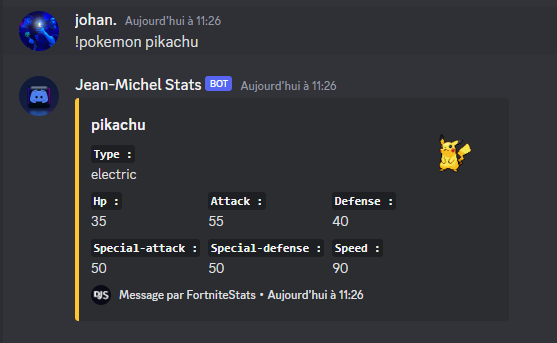 johan. Aujourd'hui à 11:26
!pokemon pikachu
Jean-Michel Stats BOT Aujourd'hui à 11:26
pikachu
Type :
electric
Hp : Attack : Defense :
35 55 40
Special-attack : Special-defense : Speed :
50 50 90
DJS Message par FortniteStats • Aujourd'hui à 11:26